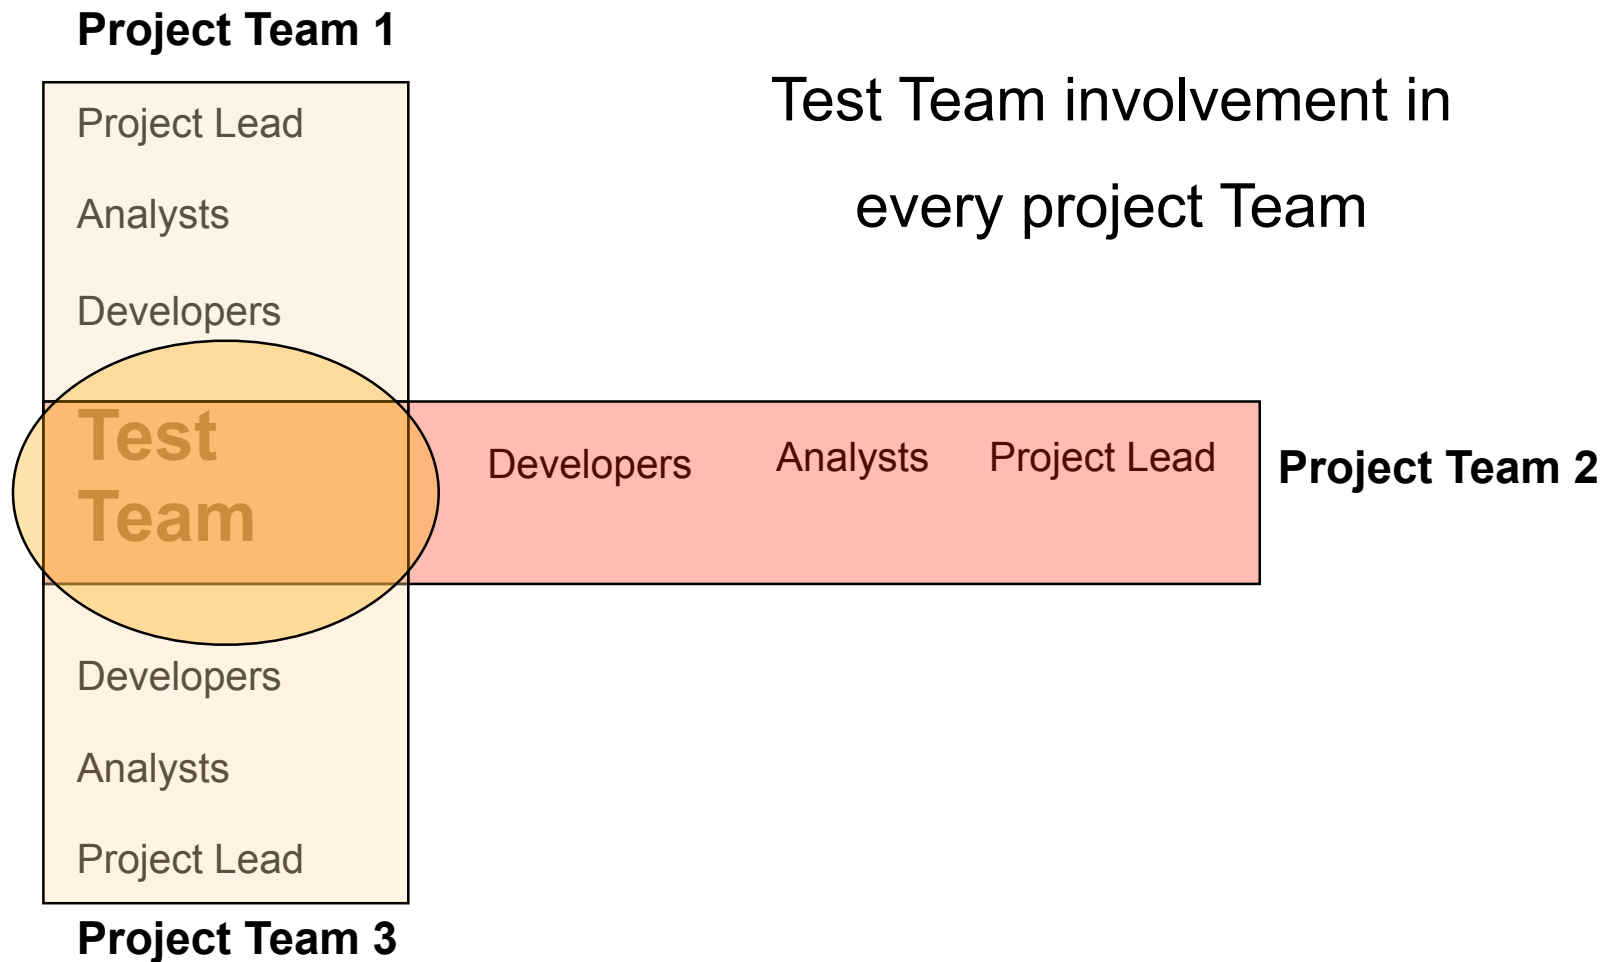 Project Team 1
Test Team involvement in
every project Team
Project Lead
Analysts
Developers
Test
Team
Developers
Analysts
Project Lead
Project Team 2
Developers
Analysts
Project Lead
Project Team 3